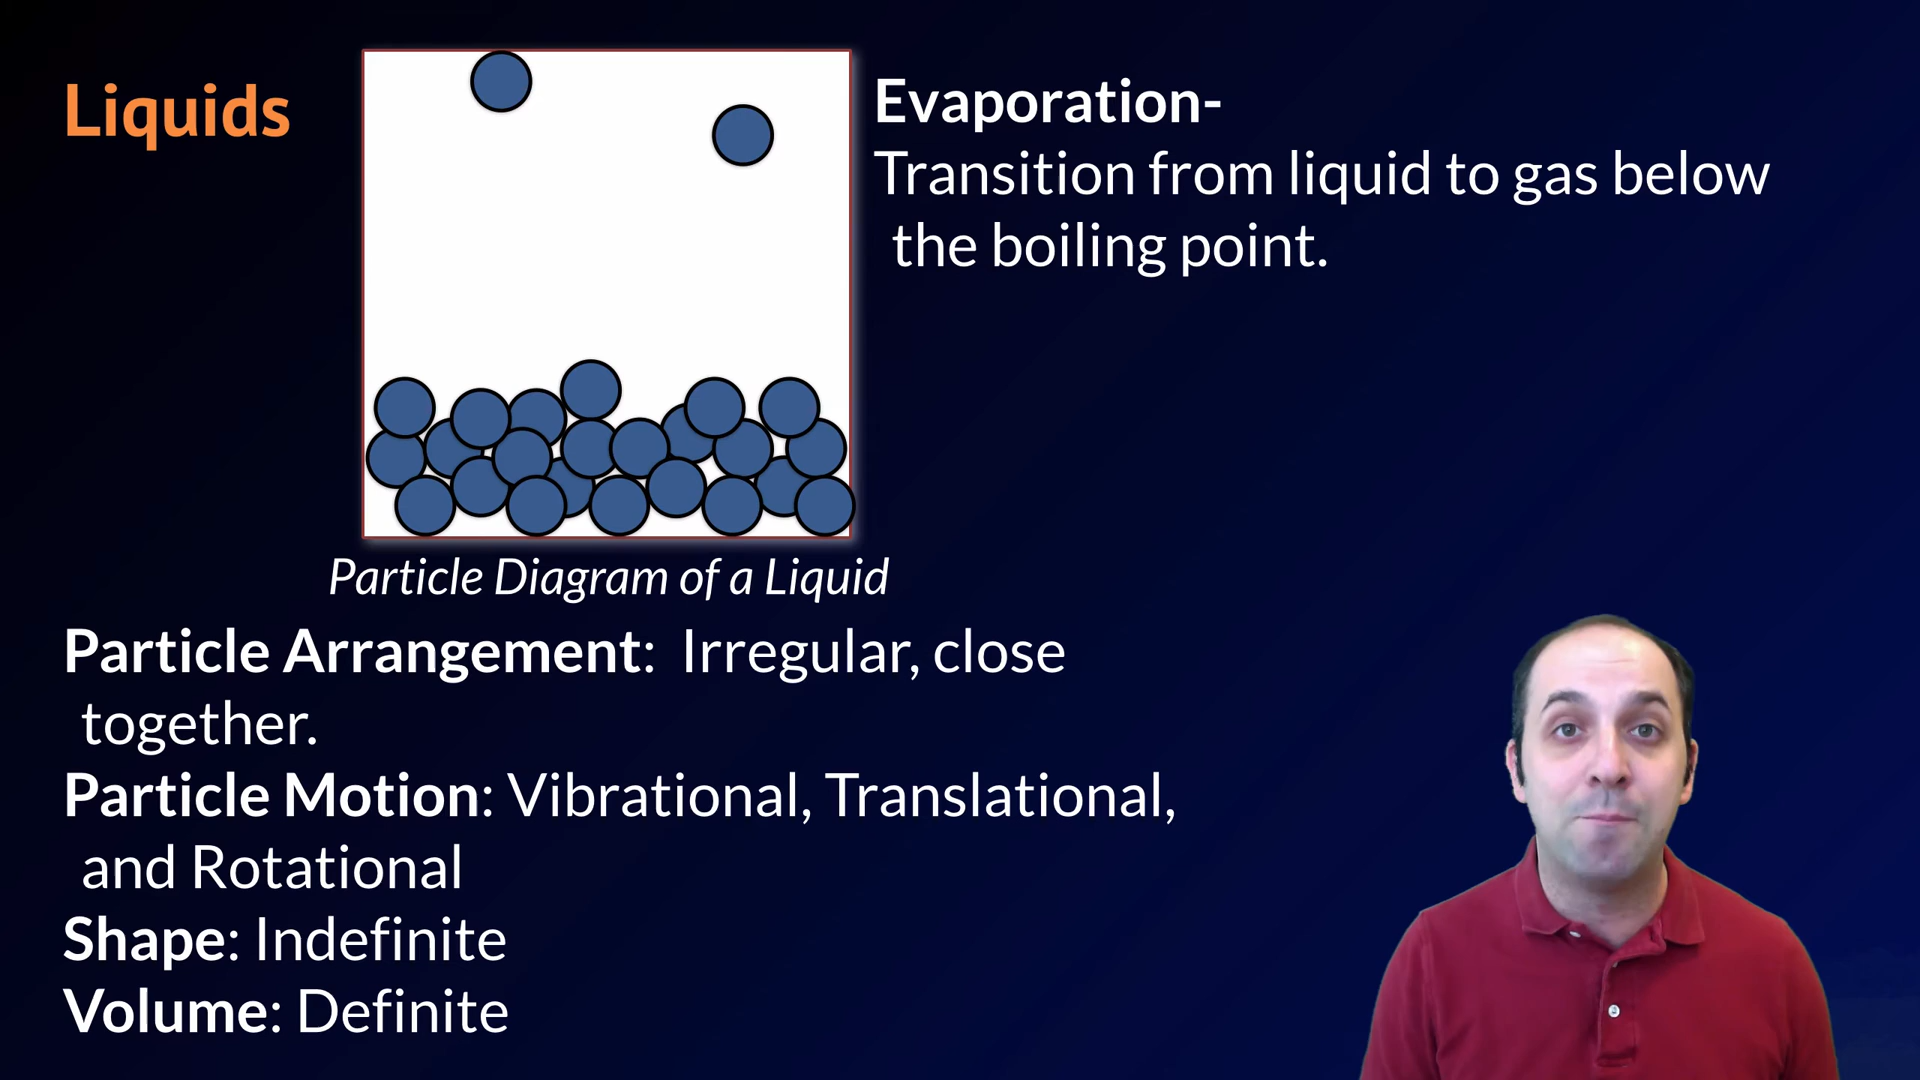 Liquids
Evaporation-
Transition from liquid to gas below
the boiling point.
Particle Diagram of a Liquid
Particle Arrangement: Irregular, close
together.
Particle Motion: Vibrational, Translational,
and Rotational
Shape: Indefinite
Volume: Definite